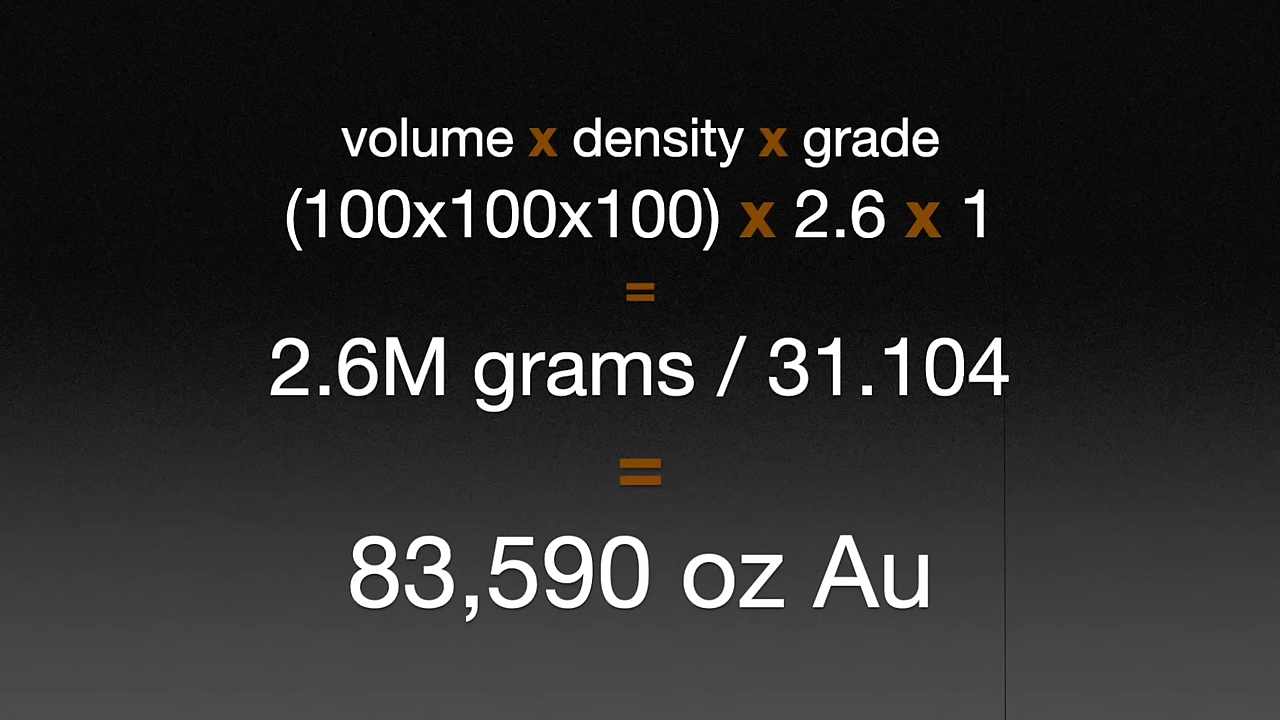 volume x density x grade
(100x100x100) x 2.6 x 1
=
2.6M grams / 31.104
=
83,590 oz Au